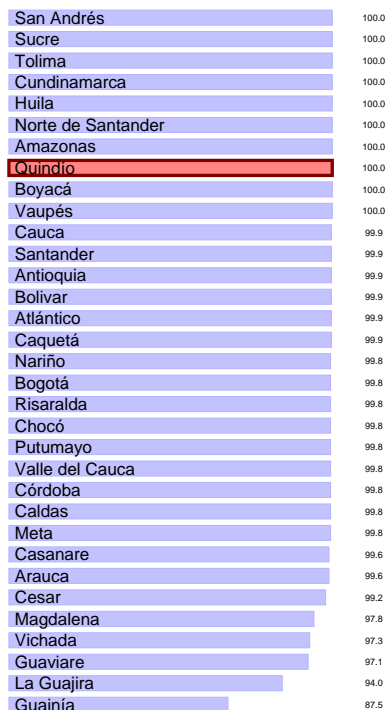 San Andrés 100.0
Sucre 100.0
Tolima 100.0
Cundinamarca 100.0
Huila 100.0
Norte de Santander 100.0
Amazonas 100.0
Quindío 100.0
Boyacá 100.0
Vaupés 100.0
Cauca 99.9
Santander 99.9
Antioquia 99.9
Bolivar 99.9
Atlántico 99.9
Caquetá 99.9
Nariño 99.8
Bogotá 99.8
Risaralda 99.8
Chocó 99.8
Putumayo 99.8
Valle del Cauca 99.8
Córdoba 99.8
Caldas 99.8
Meta 99.8
Casanare 99.6
Arauca 99.6
Cesar 99.2
Magdalena 97.8
Vichada 97.3
Guaviare 97.1
La Guajira 94.0
Guainía 87.5